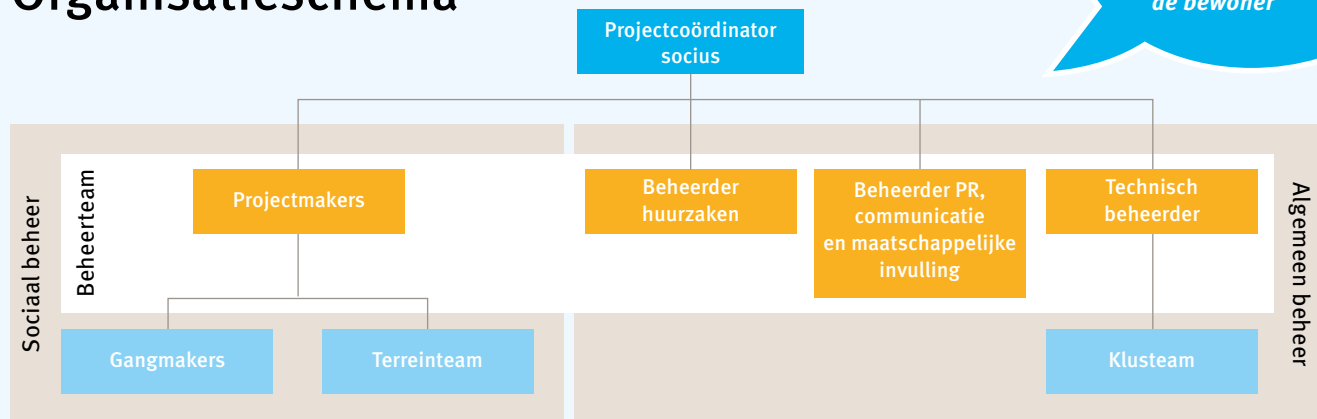 Organisatieschema
de bewoner
Projectcoördinator
socius
Sociaal beheer
Beheerteam
Projectmakers
Beheerder
huurzaken
Beheerder PR,
communicatie
en maatschappelijke
invulling
Technisch
beheerder
Algemeen beheer
Gangmakers
Terreinteam
Klusteam